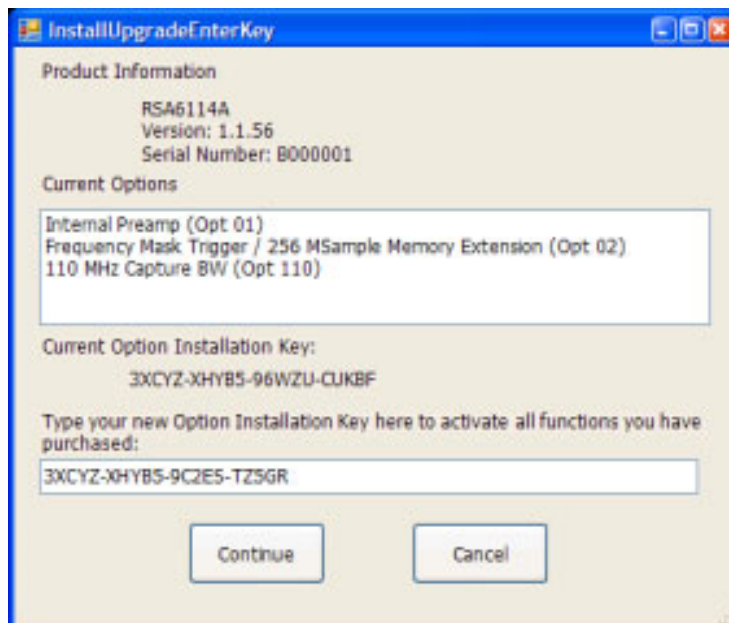 InstallUpgradeEnterKey
Product Information
RSA6114A
Version: 1.1.56
Serial Number: B000001
Current Options
Internal Preamp (Opt 01)
Frequency Mask Trigger / 256 MSample Memory Extension (Opt 02)
110 MHz Capture BW (Opt 110)
Current Option Installation Key:
3XCYZ-XHYB5-96WZU-CUKBF
Type your new Option Installation Key here to activate all functions you have
purchased:
3XCYZ-XHYB5-9C2E5-TZ5GR
Continue
Cancel